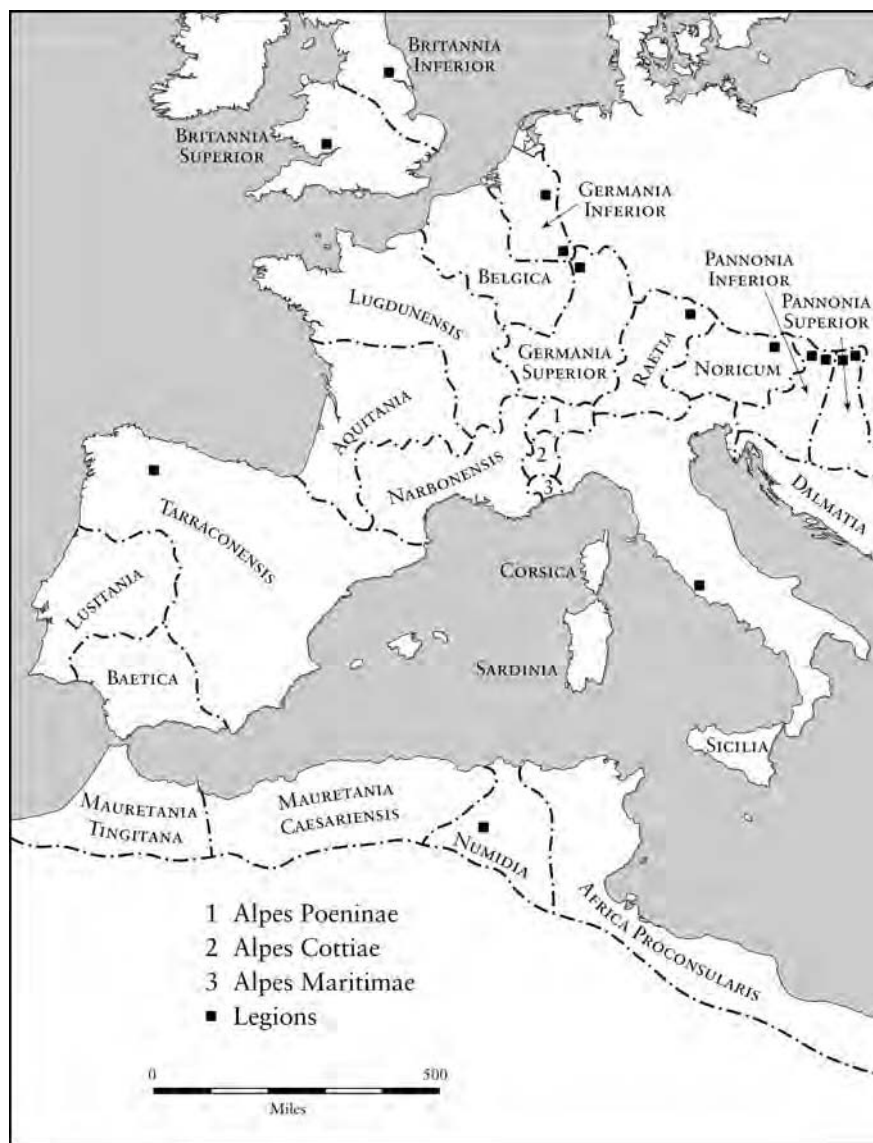 BRITANNIA
INFERIOR
BRITANNIA
SUPERIOR
GERMANIA
INFERIOR
PANNONIA
INFERIOR
PANNONIA
SUPERIOR
BELGICA
LUGDUNENSIS
GERMANIA
SUPERIOR
RAETIA
NORICUM
AQUITANIA
1
2
3
NARBONENSIS
DALMATIA
TARRACONENSIS
LUSITANIA
BAETICA
CORSICA
SARDINIA
SICILIA
MAURETANIA
TINGITANA
MAURETANIA
CAESARIENSIS
NUMIDIA
AFRICA PROCONSULARIS
1 Alpes Poeninae
2 Alpes Cottiae
3 Alpes Maritimae
Legions
0 500
Miles